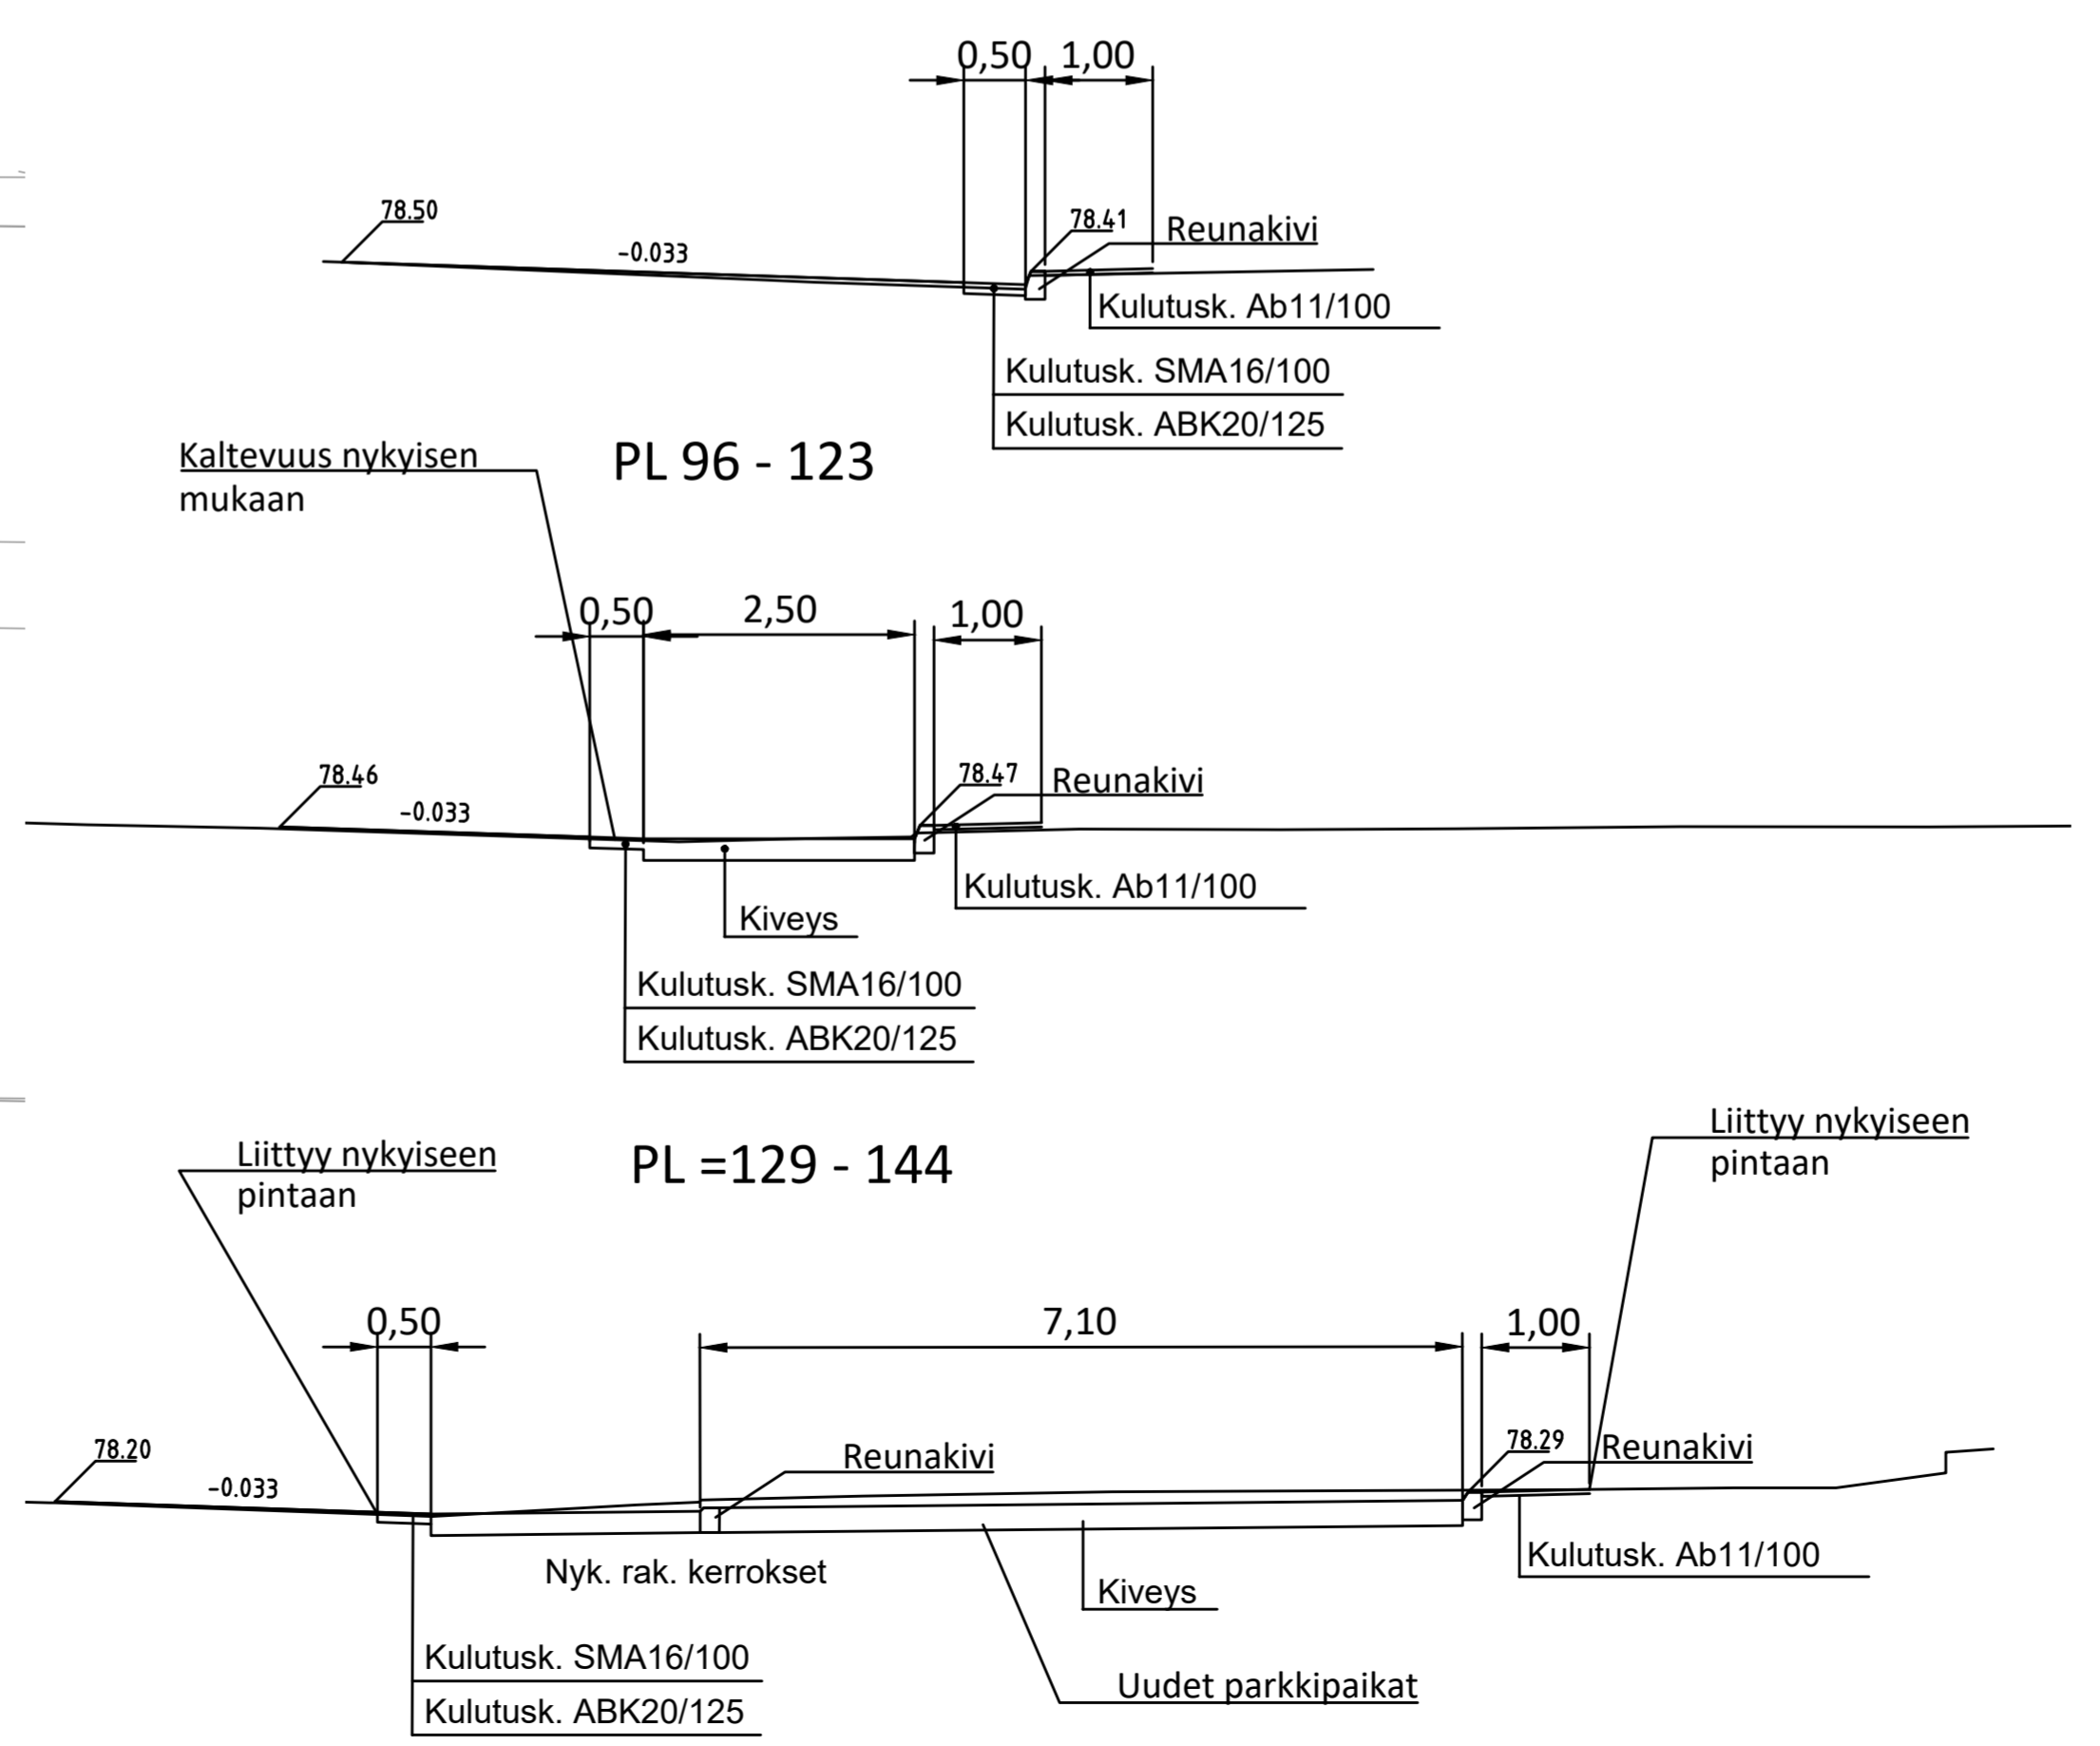 0,50 1,00
78.50
78.41
Reunakivi
-0.033
Kulutusk. Ab11/100
Kulutusk. SMA16/100
Kulutusk. ABK20/125
PL 96 - 123
Kaltevuus nykyisen
mukaan
0,50 2,50 1,00
78.46
-0.033
78.47
Reunakivi
Kulutusk. Ab11/100
Kiveys
Kulutusk. SMA16/100
Kulutusk. ABK20/125
PL =129 - 144
Liittyy nykyiseen
pintaan
Liittyy nykyiseen
pintaan
0,50 7,10 1,00
78.20
-0.033
Reunakivi
78.29
Reunakivi
Kulutusk. Ab11/100
Nyk. rak. kerrokset
Kiveys
Kulutusk. SMA16/100
Kulutusk. ABK20/125
Uudet parkkipaikat